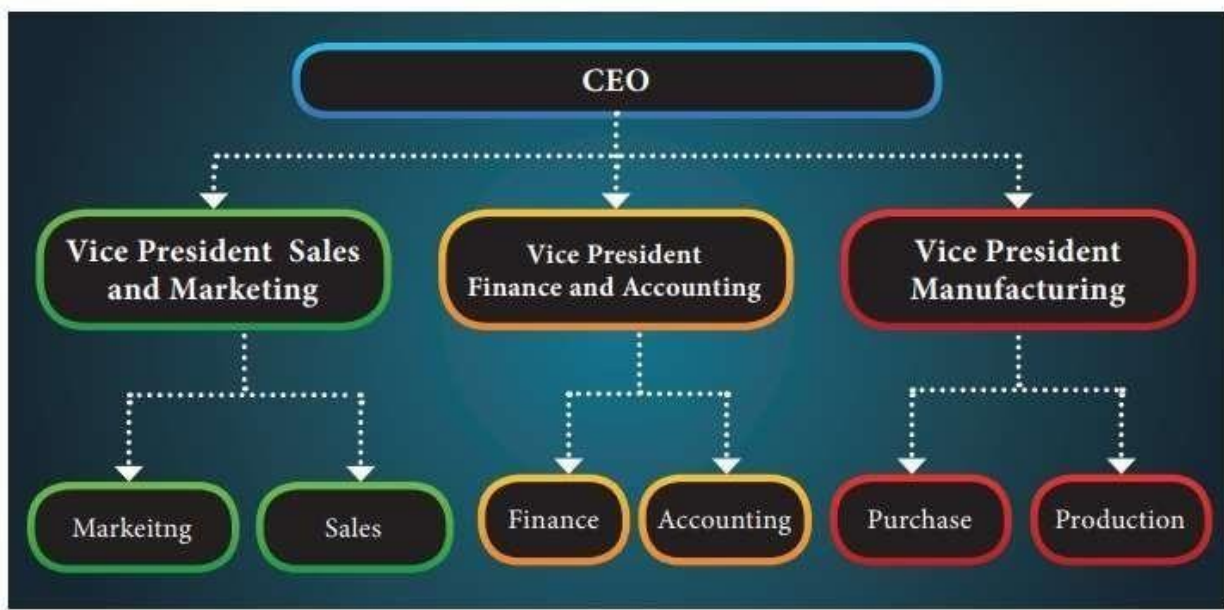 CEO
Vice President Sales
and Marketing
Vice President
Finance and Accounting
Vice President
Manufacturing
Markeitng
Sales
Finance
Accounting
Purchase
Production